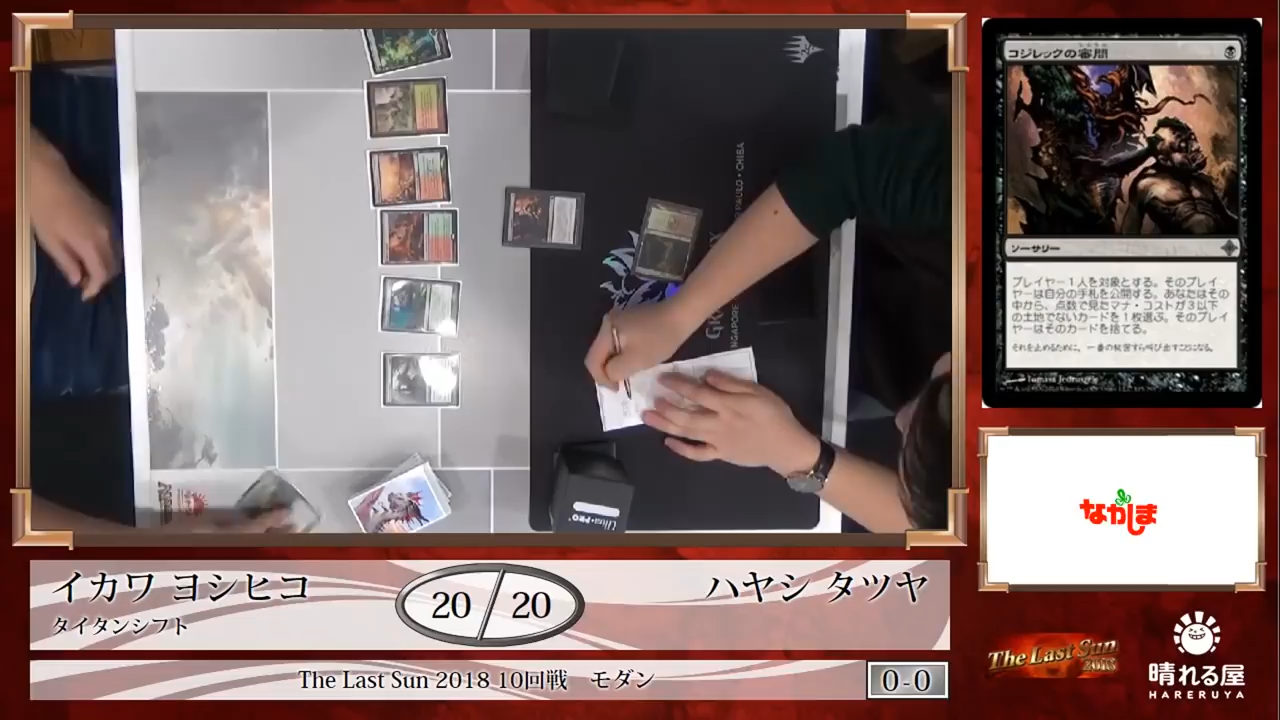 コジレックの審問
ソーサリー
プレイヤー1人を対象とする。そのプレイ
ヤーは自分の手札を公開する。あなたはその
中から、点数で見たマナ・コストが3以下
の土地でないカードを1枚選ぶ。そのプレイ
ヤーはそのカードを捨てる。
PAULO・CHIBA
SINGAPORE
Ultra・PRO
なかしま
イカワ ヨシヒコ
タイタンシフト
20 / 20
ハヤシ タツヤ
The Last Sun 2018 10回戦 モダン
0-0
The Last Sun
2018
晴れる屋
HARERUYA